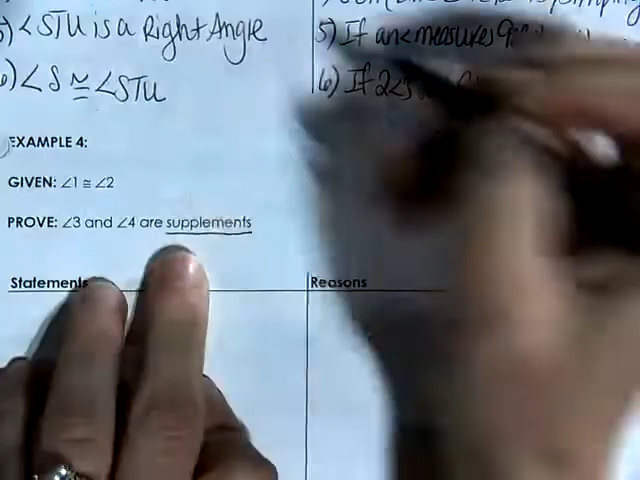 5) ∠STU is a Right Angle
5) If an ∠ measures
6) ∠S ≅ ∠STU
6) If 2
EXAMPLE 4:
GIVEN: ∠1 ≅ ∠2
PROVE: ∠3 and ∠4 are supplements
Statements
Reasons